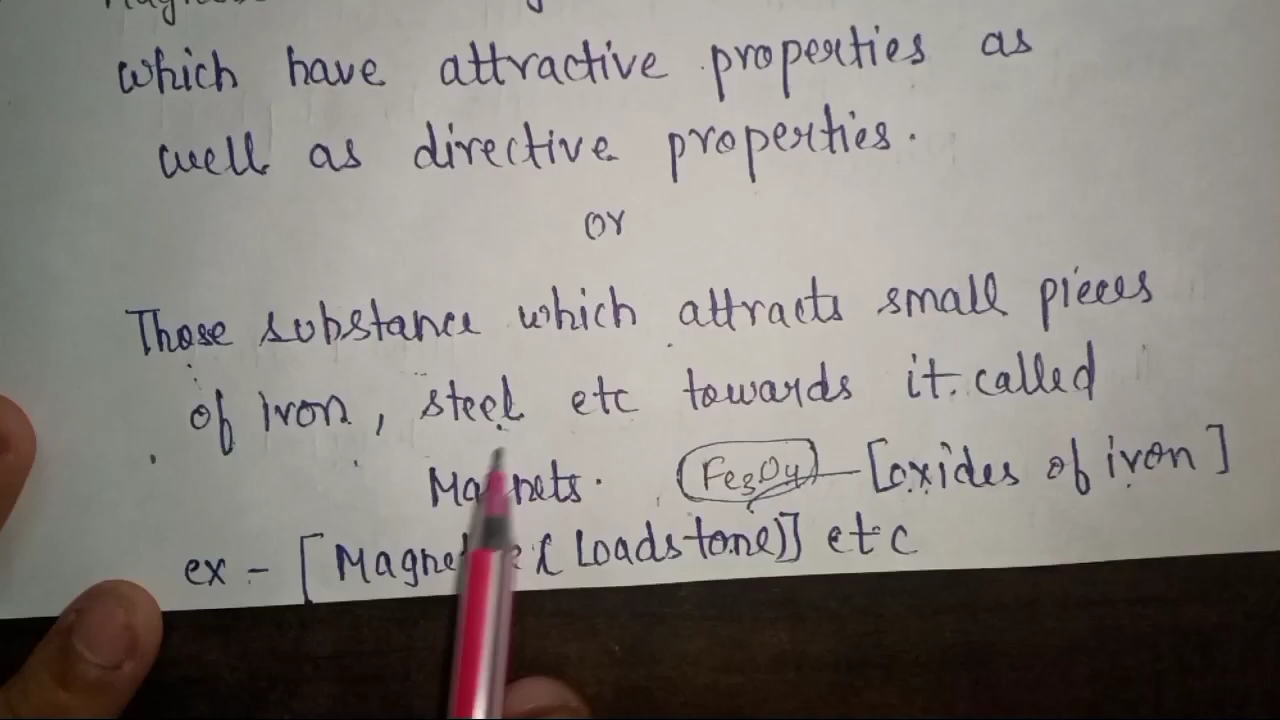 which have attractive properties as
well as directive properties.
or
Those substance which attracts small pieces
of iron, steel etc towards it. called
Magnets. Fe3O4 - [oxides of iron]
ex - [ (Loadstone)] etc